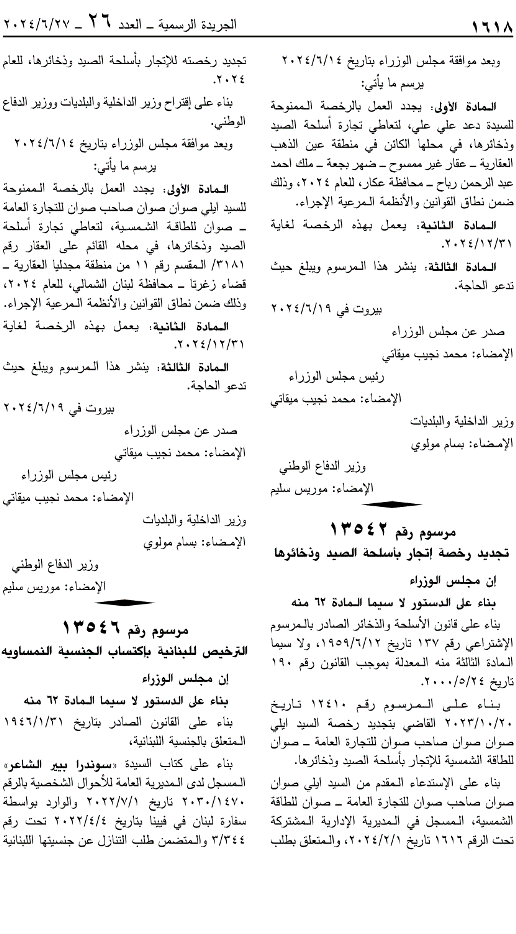 ١٦١٨
الجريدة الرسمية ـ العدد ٢٦ ـ ٢٠٢٤/٦/٢٧
وبعد موافقة مجلس الوزراء بتاريخ ٢٠٢٤/٦/١٤
يرسم ما يأتي:
المادة الأولى: يجدد العمل بالرخصة الممنوحة
للسيدة دعد علي علي، لتعاطي تجارة أسلحة الصيد
وذخائرها، في محلها الكائن في منطقة عين الذهب
العقارية ـ عقار غير ممسوح ـ ضهر بجعة ـ ملك احمد
عبد الرحمن رباح ـ محافظة عكار، للعام ٢٠٢٤، وذلك
ضمن نطاق القوانين والأنظمة المرعية الإجراء.
المادة الثانية: يعمل بهذه الرخصة لغاية
٢٠٢٤/١٢/٣١.
المادة الثالثة: ينشر هذا المرسوم ويبلغ حيث
تدعو الحاجة.
بيروت في ٢٠٢٤/٦/١٩
صدر عن مجلس الوزراء
الإمضاء: محمد نجيب ميقاتي
رئيس مجلس الوزراء
الإمضاء: محمد نجيب ميقاتي
وزير الداخلية والبلديات
الإمضاء: بسام مولوي
وزير الدفاع الوطني
الإمضاء: موريس سليم
مرسوم رقم ١٣٥٤٢
تجديد رخصة إتجار بأسلحة الصيد وذخائرها
إن مجلس الوزراء
بناء على الدستور لا سيما المادة ٦٢ منه
بناء على قانون الأسلحة والذخائر الصادر بالمرسوم
الإشتراعي رقم ١٣٧ تاريخ ١٩٥٩/٦/١٢، ولا سيما
المادة الثالثة منه المعدلة بموجب القانون رقم ١٩٠
تاريخ ٢٠٠٠/٥/٢٤.
بناء على المرسوم رقم ١٢٤١٠ تاريخ
٢٠٢٣/١٠/٢٠ القاضي بتجديد رخصة السيد ايلي
صوان صوان صاحب صوان للتجارة العامة ـ صوان
للطاقة الشمسية للإتجار بأسلحة الصيد وذخائرها.
بناء على الإستدعاء المقدم من السيد ايلي صوان
صوان صاحب صوان للتجارة العامة ـ صوان للطاقة
الشمسية، المسجل في المديرية الإدارية المشتركة
تحت الرقم ١٦١٦ تاريخ ٢٠٢٤/٢/١، والمتعلق بطلب
تجديد رخصته للإتجار بأسلحة الصيد وذخائرها، للعام
٢٠٢٤.
بناء على إقتراح وزير الداخلية والبلديات ووزير الدفاع
الوطني.
وبعد موافقة مجلس الوزراء بتاريخ ٢٠٢٤/٦/١٤
يرسم ما يأتي:
المادة الأولى: يجدد العمل بالرخصة الممنوحة
للسيد ايلي صوان صوان صاحب صوان للتجارة العامة
ـ صوان للطاقة الشمسية، لتعاطي تجارة أسلحة
الصيد وذخائرها، في محله القائم على العقار رقم
٣١٨١/ المقسم رقم ١١ من منطقة مجدليا العقارية ـ
قضاء زغرتا ـ محافظة لبنان الشمالي، للعام ٢٠٢٤،
وذلك ضمن نطاق القوانين والأنظمة المرعية الإجراء.
المادة الثانية: يعمل بهذه الرخصة لغاية
٢٠٢٤/١٢/٣١.
المادة الثالثة: ينشر هذا المرسوم ويبلغ حيث
تدعو الحاجة.
بيروت في ٢٠٢٤/٦/١٩
صدر عن مجلس الوزراء
الإمضاء: محمد نجيب ميقاتي
رئيس مجلس الوزراء
الإمضاء: محمد نجيب ميقاتي
وزير الداخلية والبلديات
الإمضاء: بسام مولوي
وزير الدفاع الوطني
الإمضاء: موريس سليم
مرسوم رقم ١٣٥٤٦
الترخيص للبنانية بإكتساب الجنسية النمساويه
إن مجلس الوزراء
بناء على الدستور لا سيما المادة ٦٢ منه
بناء على القانون الصادر بتاريخ ١٩٤٦/١/٣١
المتعلق بالجنسية اللبنانية،
بناء على كتاب السيدة «سوندرا بيير الشاعر»
المسجل لدى المديرية العامة للأحوال الشخصية بالرقم
٢٠٣٠/١٤٧٠ تاريخ ٢٠٢٢/٧/١ والوارد بواسطة
سفارة لبنان في فيينا بتاريخ ٢٠٢٢/٤/٤ تحت رقم
٣/٣٤٤ والمتضمن طلب التنازل عن جنسيتها اللبنانية